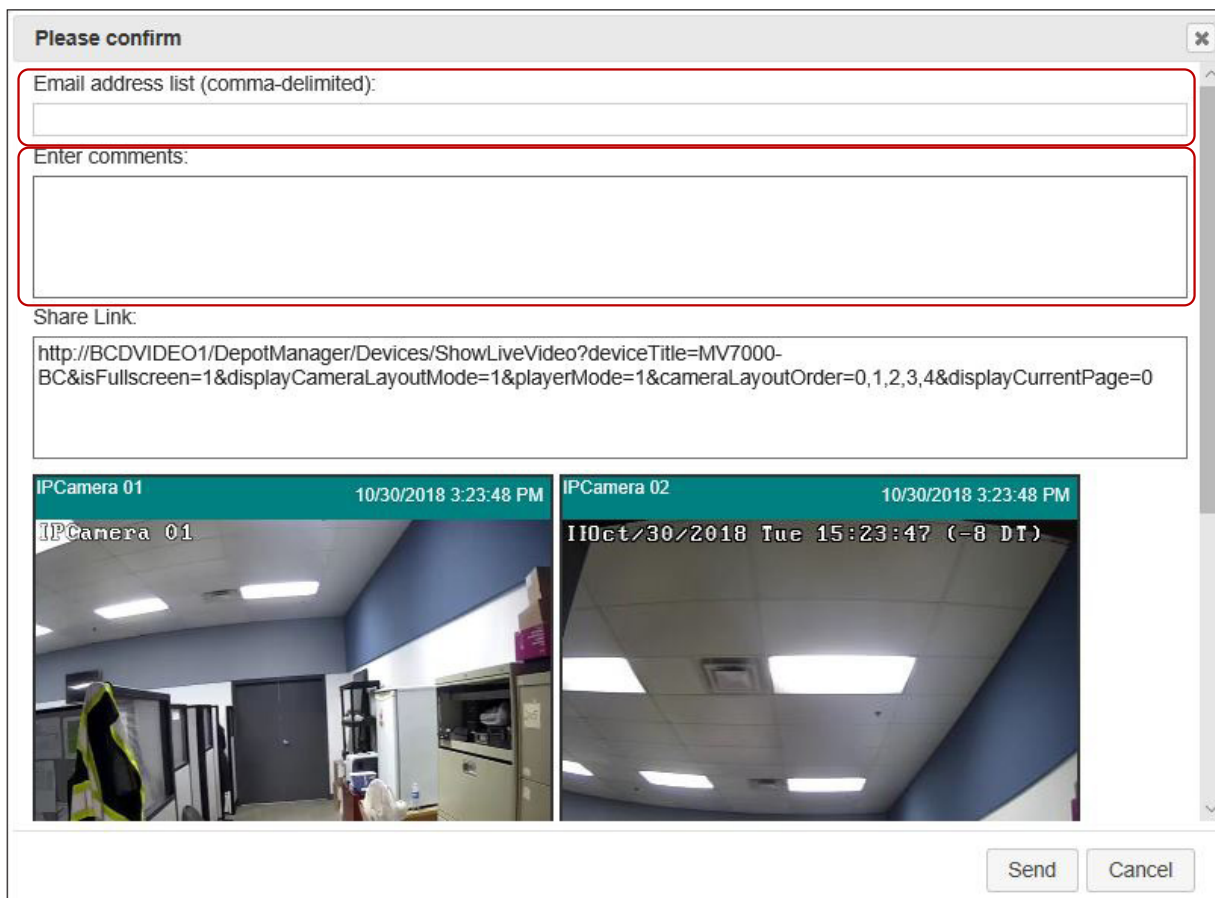 Please confirm
Email address list (comma-delimited):
Enter comments:
Share Link:
http://BCDVIDEO1/DepotManager/Devices/ShowLiveVideo?deviceTitle=MV7000-
BC&isFullscreen=1&displayCameraLayoutMode=1&playerMode=1&cameraLayoutOrder=0,1,2,3,4&displayCurrentPage=0
IPCamera 01
10/30/2018 3:23:48 PM
IPCamera 02
10/30/2018 3:23:48 PM
IPCamera 01
IHOct/30/2018 Tue 15:23:47 (-8 DT)
Send
Cancel